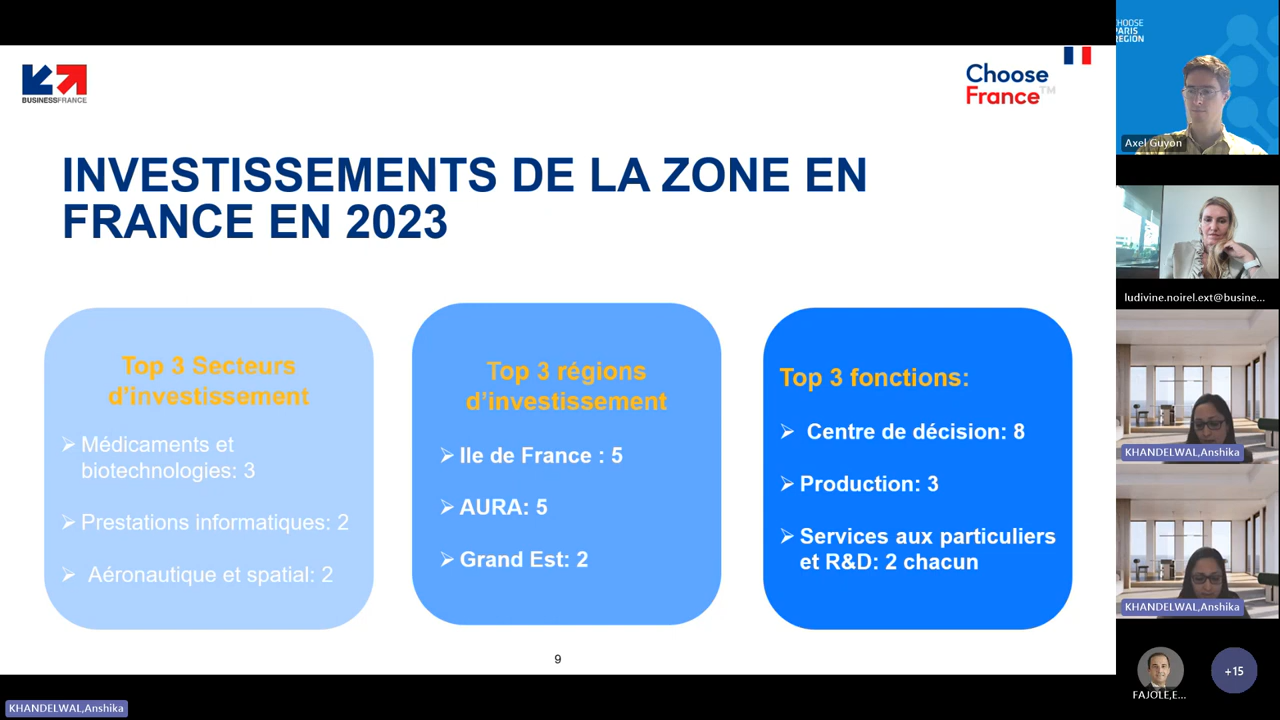 BUSINESSFRANCE
Choose
France™
INVESTISSEMENTS DE LA ZONE EN
FRANCE EN 2023
Top 3 Secteurs
d'investissement
➢ Médicaments et
biotechnologies: 3
➢ Prestations informatiques: 2
➢ Aéronautique et spatial: 2
Top 3 régions
d'investissement
➢ Ile de France : 5
➢ AURA: 5
➢ Grand Est: 2
Top 3 fonctions:
➢ Centre de décision: 8
➢ Production: 3
➢ Services aux particuliers
et R&D: 2 chacun
9
CHOOSE
PARIS
REGION
Axel Guyon
ludivine.noirel.ext@busine...
KHANDELWAL,Anshika
KHANDELWAL,Anshika
FAJOLE,E...
+15
KHANDELWAL,Anshika